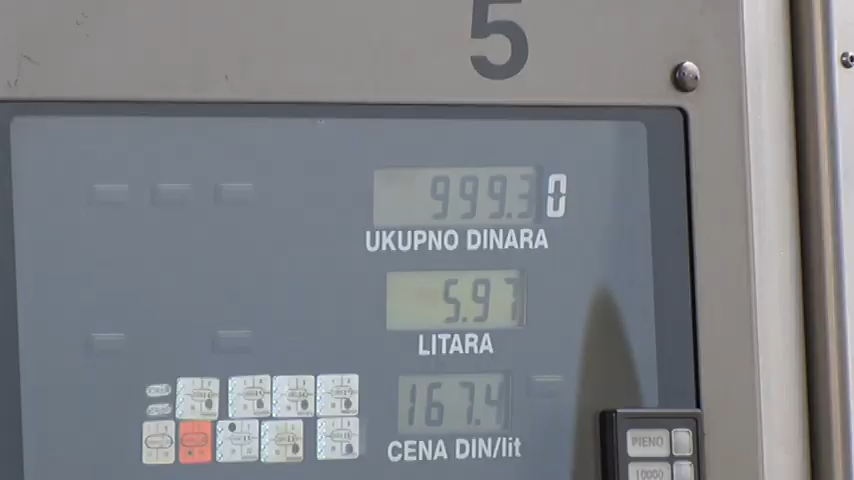 5
999.30
UKUPNO DINARA
5.97
LITARA
167.4
CENA DIN/lit
PIENO
10000